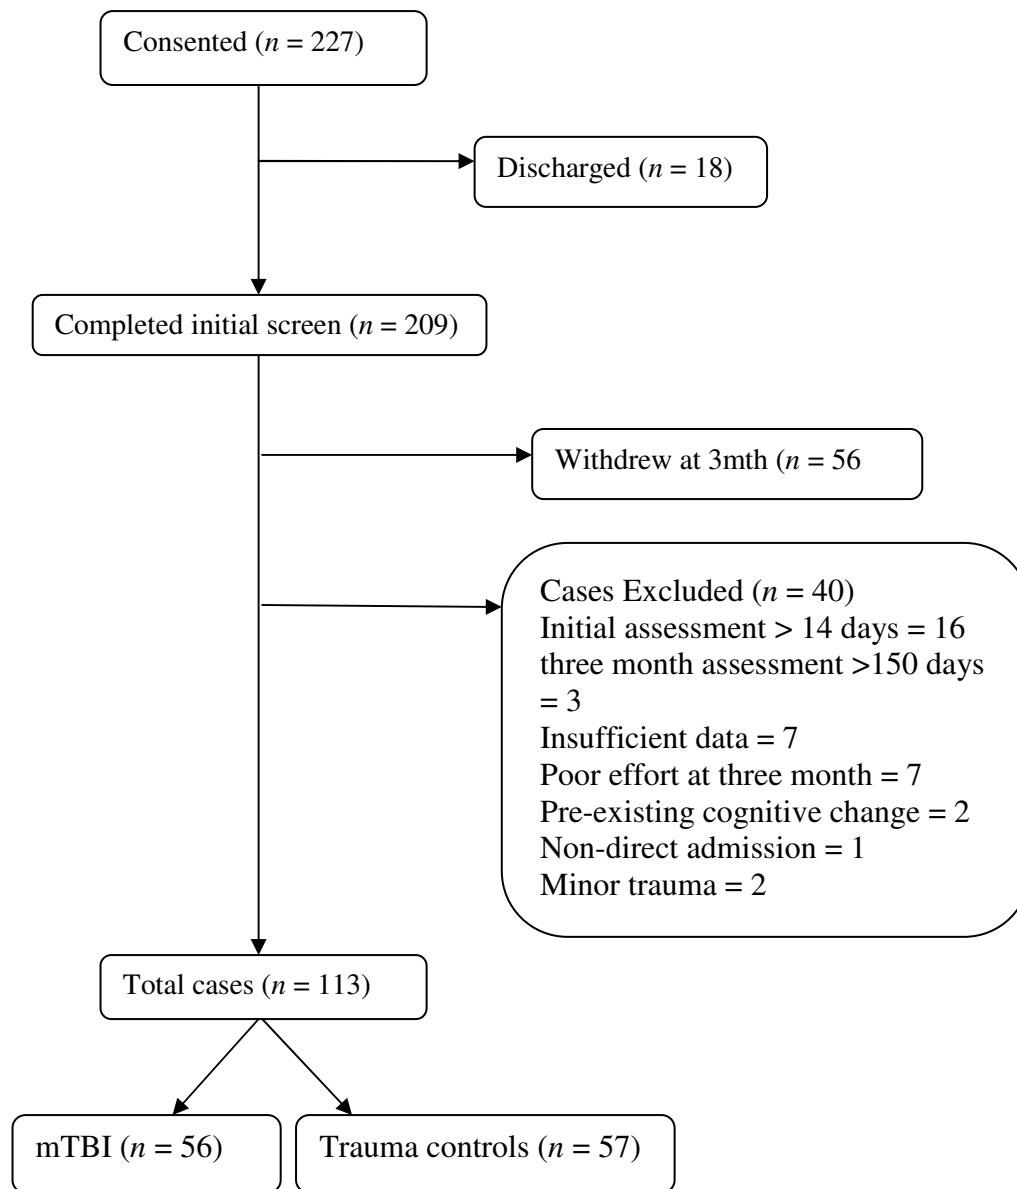 Consented (n = 227)
Discharged (n = 18)
Completed initial screen (n = 209)
Withdrew at 3mth (n = 56
Cases Excluded (n = 40)
Initial assessment > 14 days = 16
three month assessment >150 days
= 3
Insufficient data = 7
Poor effort at three month = 7
Pre-existing cognitive change = 2
Non-direct admission = 1
Minor trauma = 2
Total cases (n = 113)
mTBI (n = 56)
Trauma controls (n = 57)